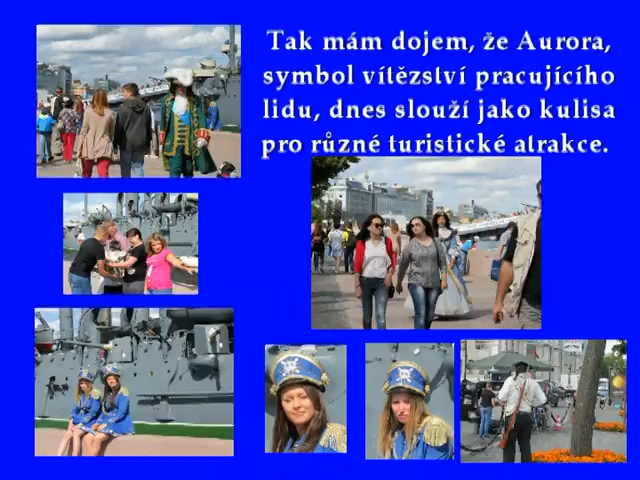 Tak mám dojem, že Aurora,
symbol vítězství pracujícího
lidu, dnes slouží jako kulisa
pro různé turistické atrakce.